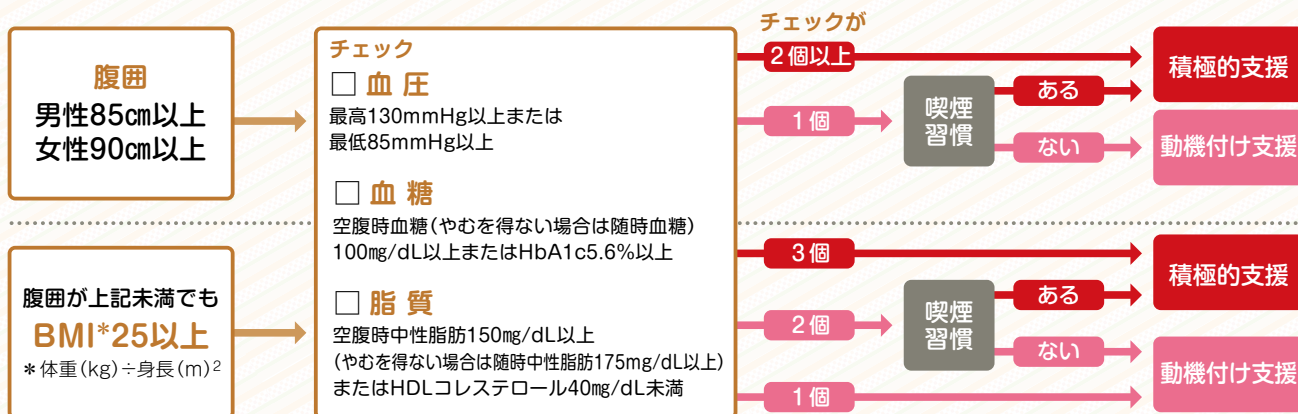 腹囲
男性85㎝以上
女性90㎝以上
チェック
□ 血 圧
最高130mmHg以上または
最低85mmHg以上
□ 血 糖
空腹時血糖(やむを得ない場合は随時血糖)
100㎎/dL以上またはHbA1c5.6%以上
□ 脂 質
空腹時中性脂肪150㎎/dL以上
(やむを得ない場合は随時中性脂肪175mg/dL以上)
またはHDLコレステロール40㎎/dL未満
チェックが
2個以上
積極的支援
1個
喫煙
習慣
ある
ない
動機付け支援
腹囲が上記未満でも
BMI*25以上
*体重(kg)÷身長(m)²
3個
積極的支援
2個
喫煙
習慣
ある
ない
1個
動機付け支援